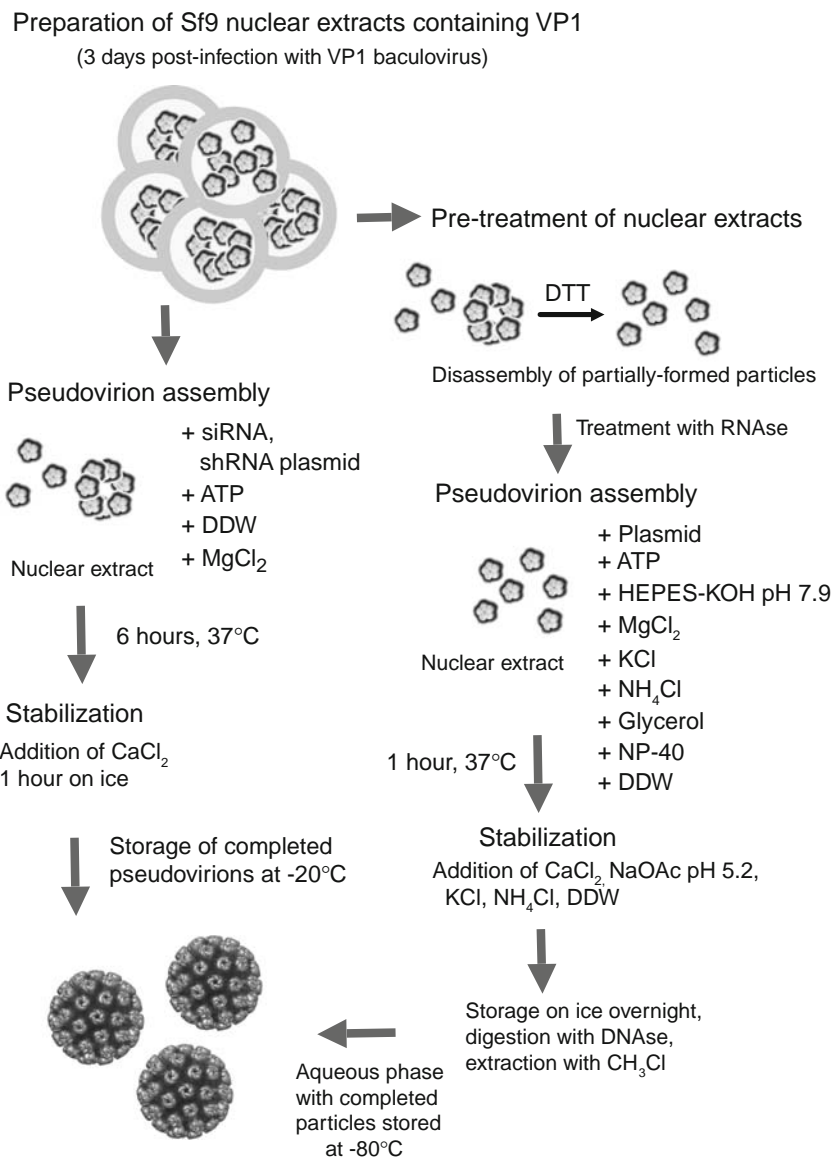 Preparation of Sf9 nuclear extracts containing VP1
(3 days post-infection with VP1 baculovirus)
Pre-treatment of nuclear extracts
DTT
Disassembly of partially-formed particles
Treatment with RNAse
Pseudovirion assembly
+ siRNA,
shRNA plasmid
+ ATP
+ DDW
+ MgCl₂
Nuclear extract
6 hours, 37°C
Stabilization
Addition of CaCl₂
1 hour on ice
Storage of completed
pseudovirions at -20°C
Pseudovirion assembly
+ Plasmid
+ ATP
+ HEPES-KOH pH 7.9
+ MgCl₂
+ KCl
+ NH₄Cl
+ Glycerol
+ NP-40
+ DDW
Nuclear extract
1 hour, 37°C
Stabilization
Addition of CaCl₂, NaOAc pH 5.2,
KCl, NH₄Cl, DDW
Storage on ice overnight,
digestion with DNAse,
extraction with CH₃Cl
Aqueous phase
with completed
particles stored
at -80°C